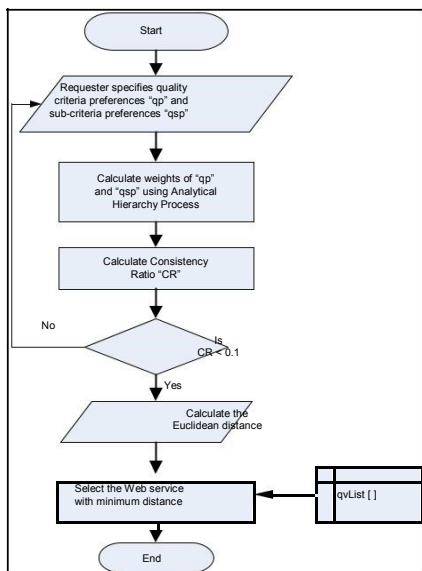 Start
Requester specifies quality
criteria preferences “qp” and
sub-criteria preferences “qsp”
Calculate weights of “qp”
and “qsp” using Analytical
Hierarchy Process
Calculate Consistency
Ratio “CR”
No
Is
CR < 0.1
Yes
Calculate the
Euclidean distance
Select the Web service
with minimum distance
qvList [ ]
End